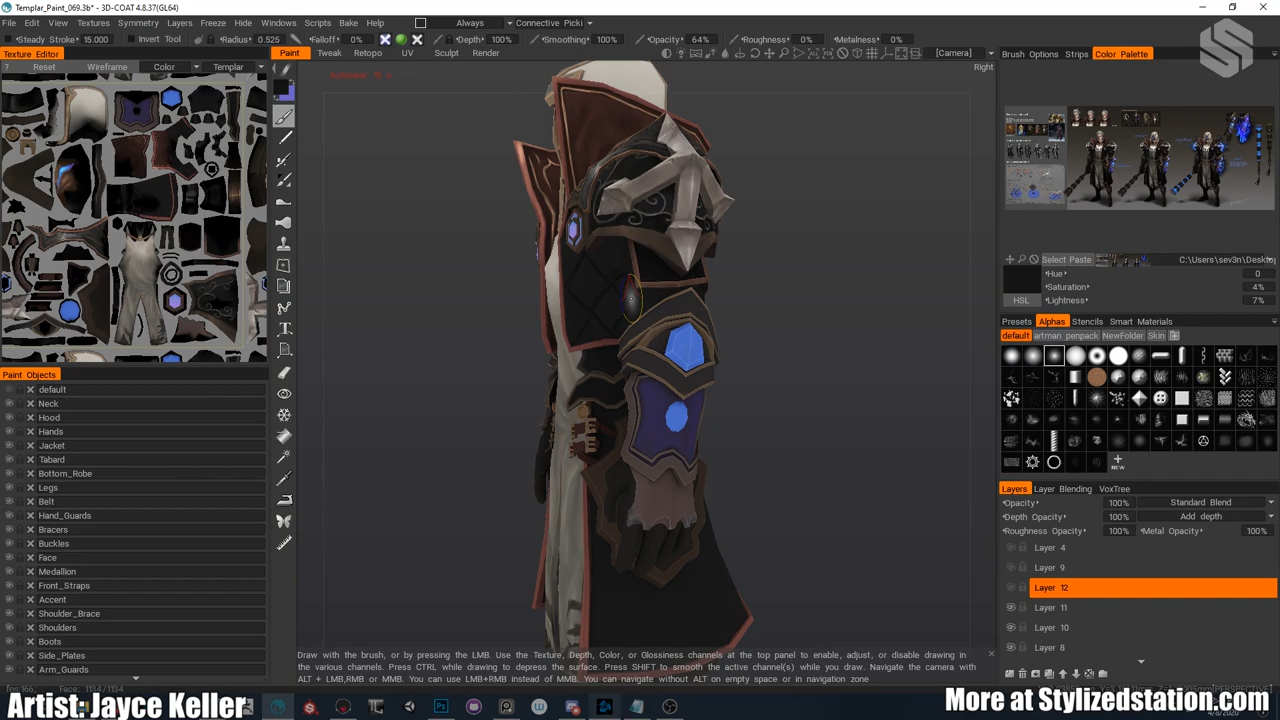 Templar_Paint_069.3b* - 3D-COAT 4.8.37(GL64)
File Edit View Textures Symmetry Layers Freeze Hide Windows Scripts Bake Help Always Connective Picki
Steady Stroke 15.000 Invert Tool Radius 0.525 Falloff 0% Depth 100% Smoothing 100% Opacity 64% Roughness 0% Metalness 0%
Texture Editor Paint Tweak Retopo UV Sculpt Render [Camera] Brush Options Strips Color Palette
? Reset Wireframe Color Templar Right
Select Paste C:\Users\sev3n\Deskto
Hue 0
Saturation 4%
HSL Lightness 7%
Presets Alphas Stencils Smart Materials
default artman penpack NewFolder Skin
NEW
Paint Objects
default
Neck
Hood
Hands
Jacket
Tabard
Bottom_Robe
Legs
Belt
Hand_Guards
Bracers
Buckles
Face
Medallion
Front_Straps
Accent
Shoulder_Brace
Shoulders
Boots
Side_Plates
Arm_Guards
Layers Layer Blending VoxTree
Opacity 100% Standard Blend
Depth Opacity 100% Add depth
Roughness Opacity 100% Metal Opacity 100%
Layer 4
Layer 9
Layer 12
Layer 11
Layer 10
Layer 8
Draw with the brush, or by pressing the LMB. Use the Texture, Depth, Color, or Glossiness channels at the top panel to enable, adjust, or disable drawing in
the various channels. Press CTRL while drawing to depress the surface. Press SHIFT to smooth the active channel(s) while you draw. Navigate the camera with
ALT + LMB,RMB or MMB. You can use LMB+RMB instead of MMB. You can navigate without ALT on empty space or in navigation zone
fps:166 Face: 1134/1134
Artist: Jayce Keller
More at Stylizedstation.com